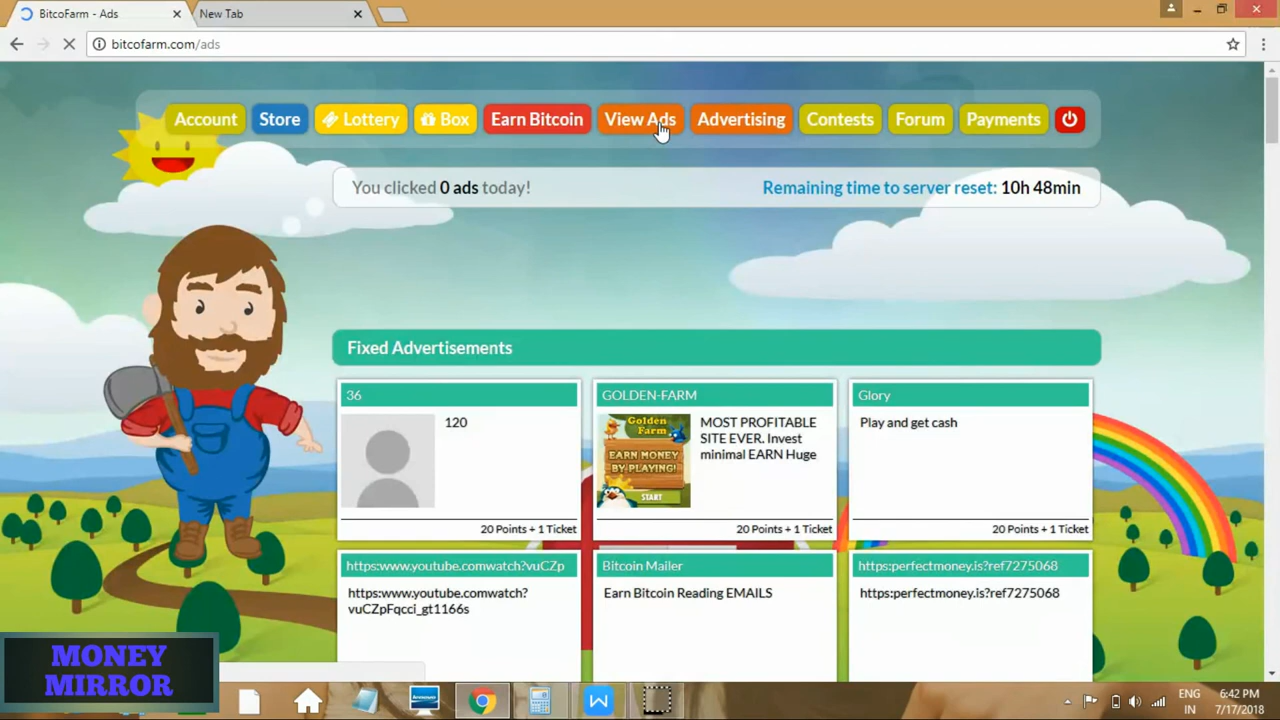 BitcoFarm - Ads
New Tab
bitcofarm.com/ads
Account
Store
Lottery
Box
Earn Bitcoin
View Ads
Advertising
Contests
Forum
Payments
You clicked 0 ads today!
Remaining time to server reset: 10h 48min
Fixed Advertisements
36
120
20 Points + 1 Ticket
GOLDEN-FARM
Golden
Farm
EARN MONEY
BY PLAYING!
START
MOST PROFITABLE
SITE EVER. Invest
minimal EARN Huge
20 Points + 1 Ticket
Glory
Play and get cash
20 Points + 1 Ticket
https:www.youtube.comwatch?vuCZp
https:www.youtube.comwatch?
vuCZpFqcci_gt1166s
Bitcoin Mailer
Earn Bitcoin Reading EMAILS
https:perfectmoney.is?ref7275068
https:perfectmoney.is?ref7275068
MONEY
MIRROR
ENG
IN
6:42 PM
7/17/2018